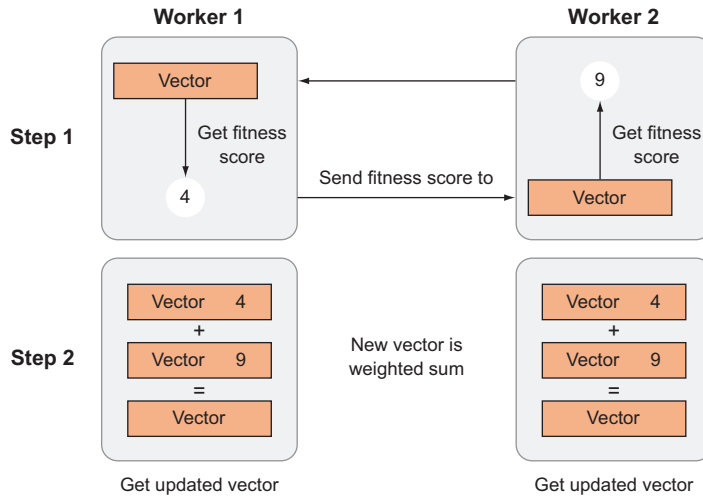 Worker 1
Worker 2
Step 1
Vector
Get fitness
score
4
Send fitness score to
9
Get fitness
score
Vector
Step 2
Vector 4
+
Vector 9
=
Vector
New vector is
weighted sum
Vector 4
+
Vector 9
=
Vector
Get updated vector
Get updated vector